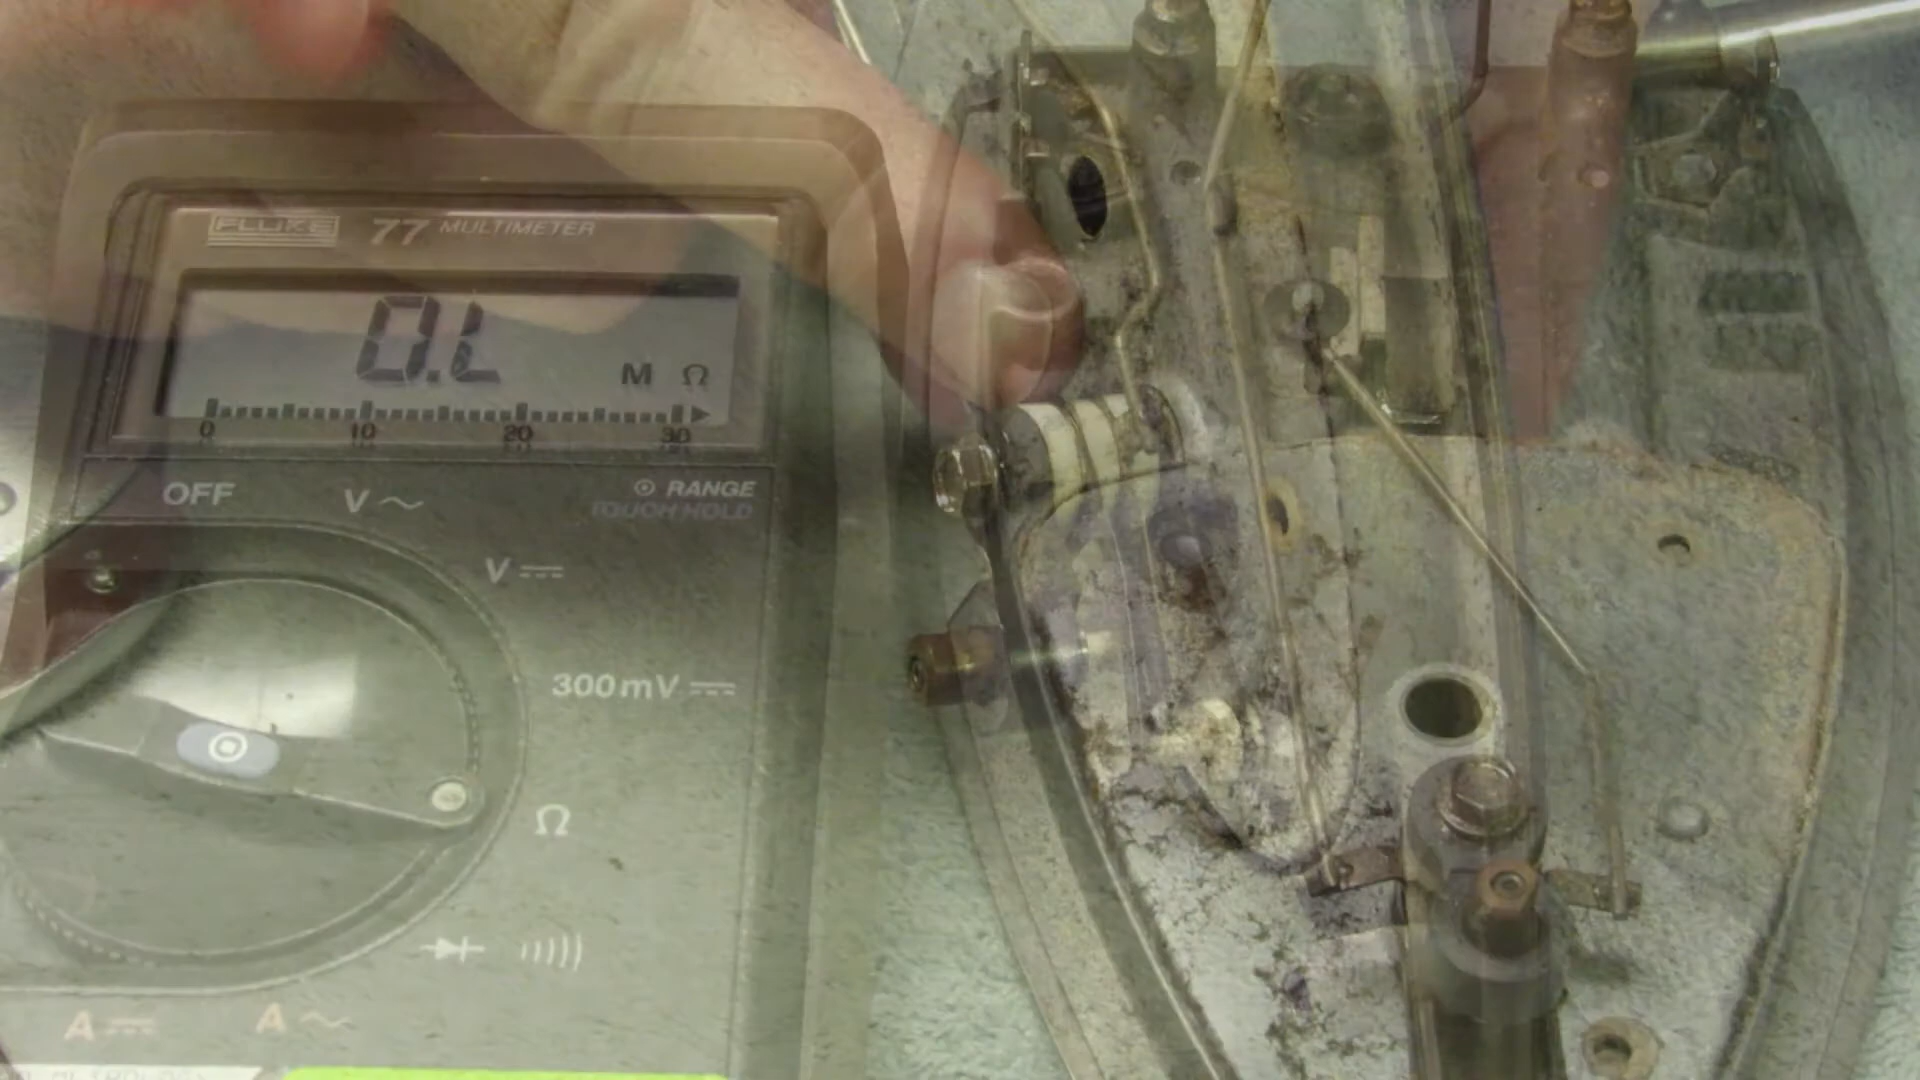 FLUKE 77 MULTIMETER
0.L M Ω
0 10 20 30
OFF V ~ RANGE
TOUCH HOLD
V
300mV
Ω
A A ~